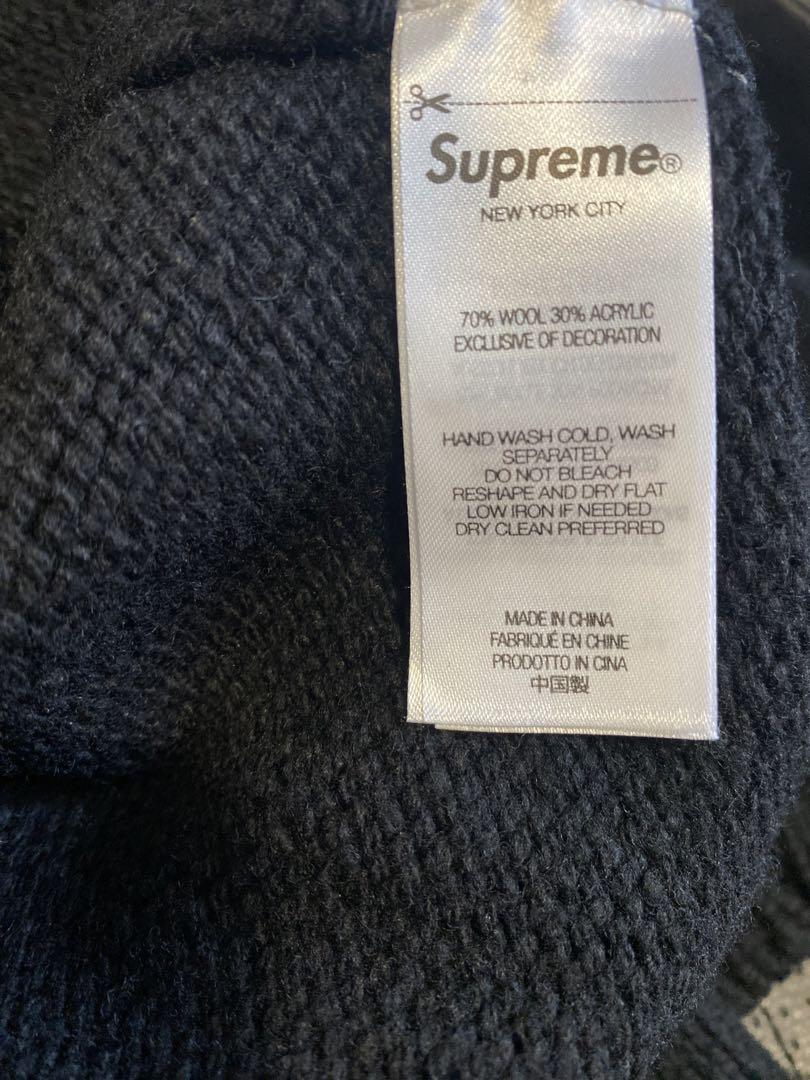 Supreme®
NEW YORK CITY
70% WOOL 30% ACRYLIC
EXCLUSIVE OF DECORATION
HAND WASH COLD, WASH
SEPARATELY
DO NOT BLEACH
RESHAPE AND DRY FLAT
LOW IRON IF NEEDED
DRY CLEAN PREFERRED
MADE IN CHINA
FABRIQUÉ EN CHINE
PRODOTTO IN CINA
中国製